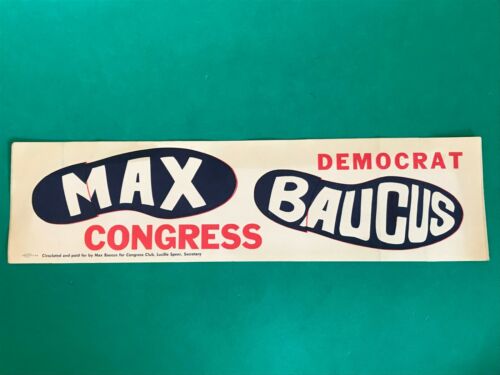 MAX
DEMOCRAT
BAUCUS
CONGRESS
Circulated and paid for by Max Baucus for Congress Club, Lucille Speer, Secretary